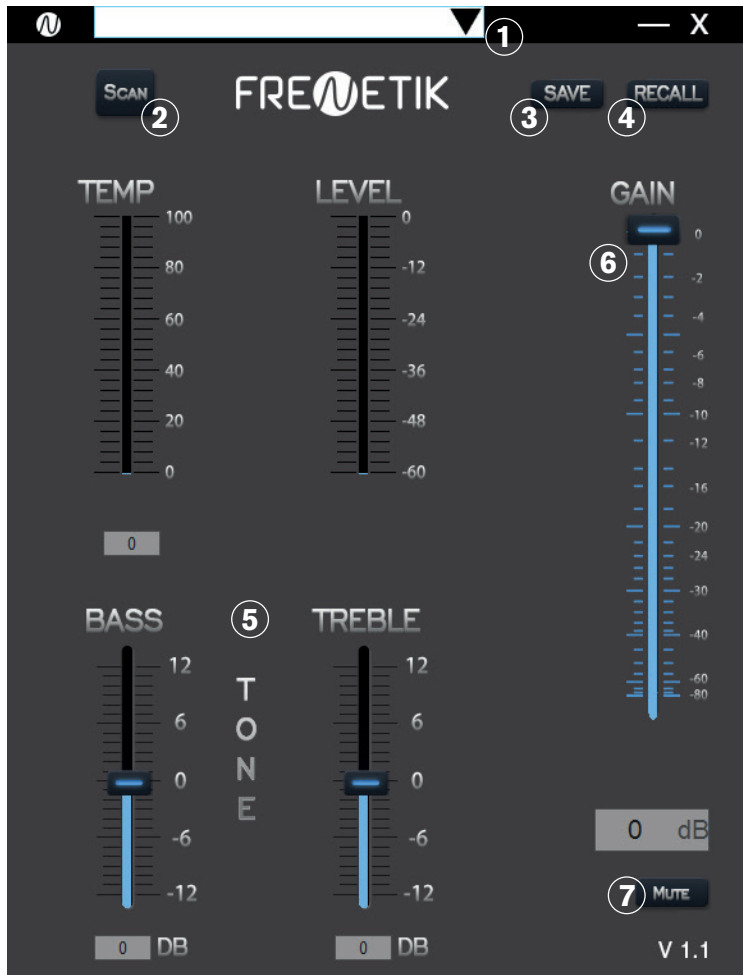 1
— X
SCAN
2
FRENETIK
SAVE
3
RECALL
4
TEMP
100
80
60
40
20
0
0
LEVEL
0
-12
-24
-36
-48
-60
GAIN
6
0
-2
-4
-6
-8
-10
-12
-16
-20
-24
-30
-40
-60
-80
BASS
12
6
0
-6
-12
0 DB
5
T
O
N
E
TREBLE
12
6
0
-6
-12
0 DB
0 dB
7
MUTE
V 1.1